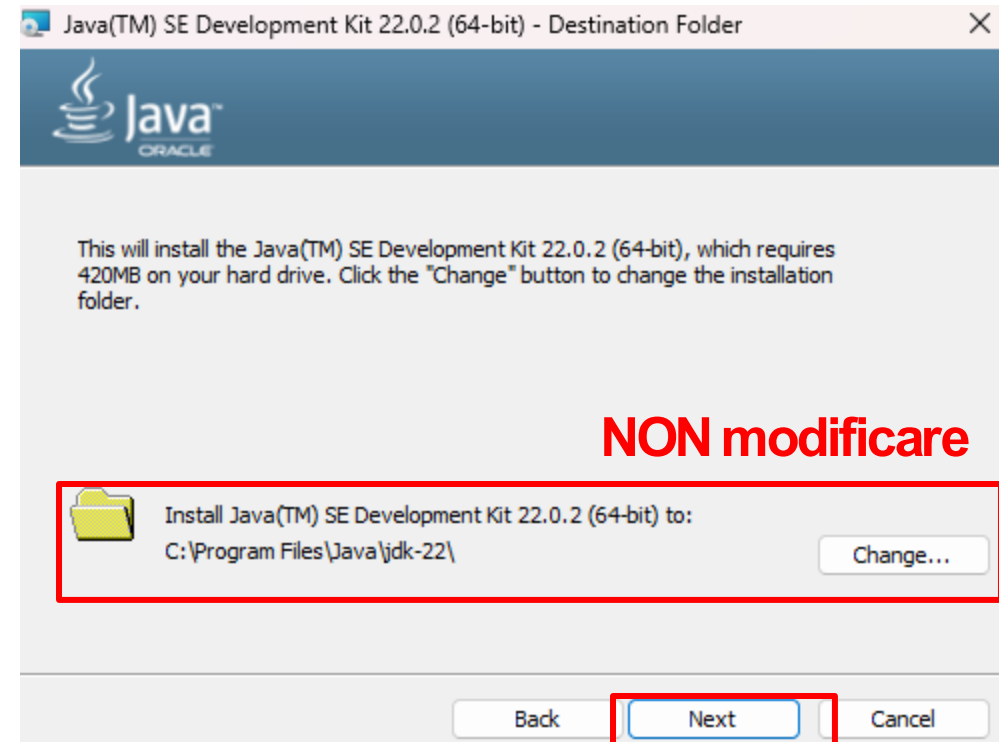 Java(TM) SE Development Kit 22.0.2 (64-bit) - Destination Folder
Java™
ORACLE
This will install the Java(TM) SE Development Kit 22.0.2 (64-bit), which requires
420MB on your hard drive. Click the "Change" button to change the installation
folder.
NON modificare
Install Java(TM) SE Development Kit 22.0.2 (64-bit) to:
C:\Program Files\Java\jdk-22\
Change...
Back Next Cancel